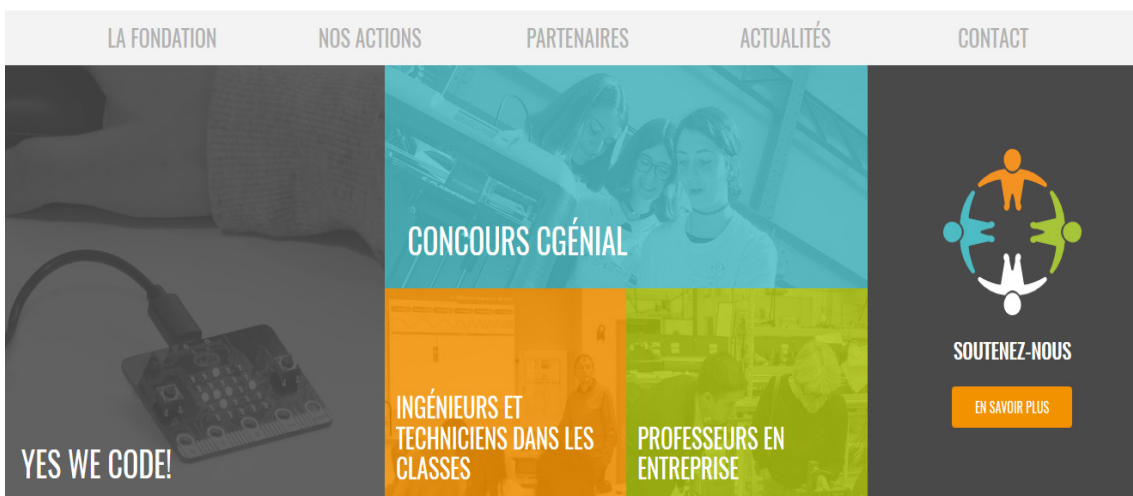 LA FONDATION
NOS ACTIONS
PARTENAIRES
ACTUALITÉS
CONTACT
CONCOURS CGÉNIAL
SOUTENEZ-NOUS
EN SAVOIR PLUS
YES WE CODE!
INGÉNIEURS ET
TECHNICIENS DANS LES
CLASSES
PROFESSEURS EN
ENTREPRISE